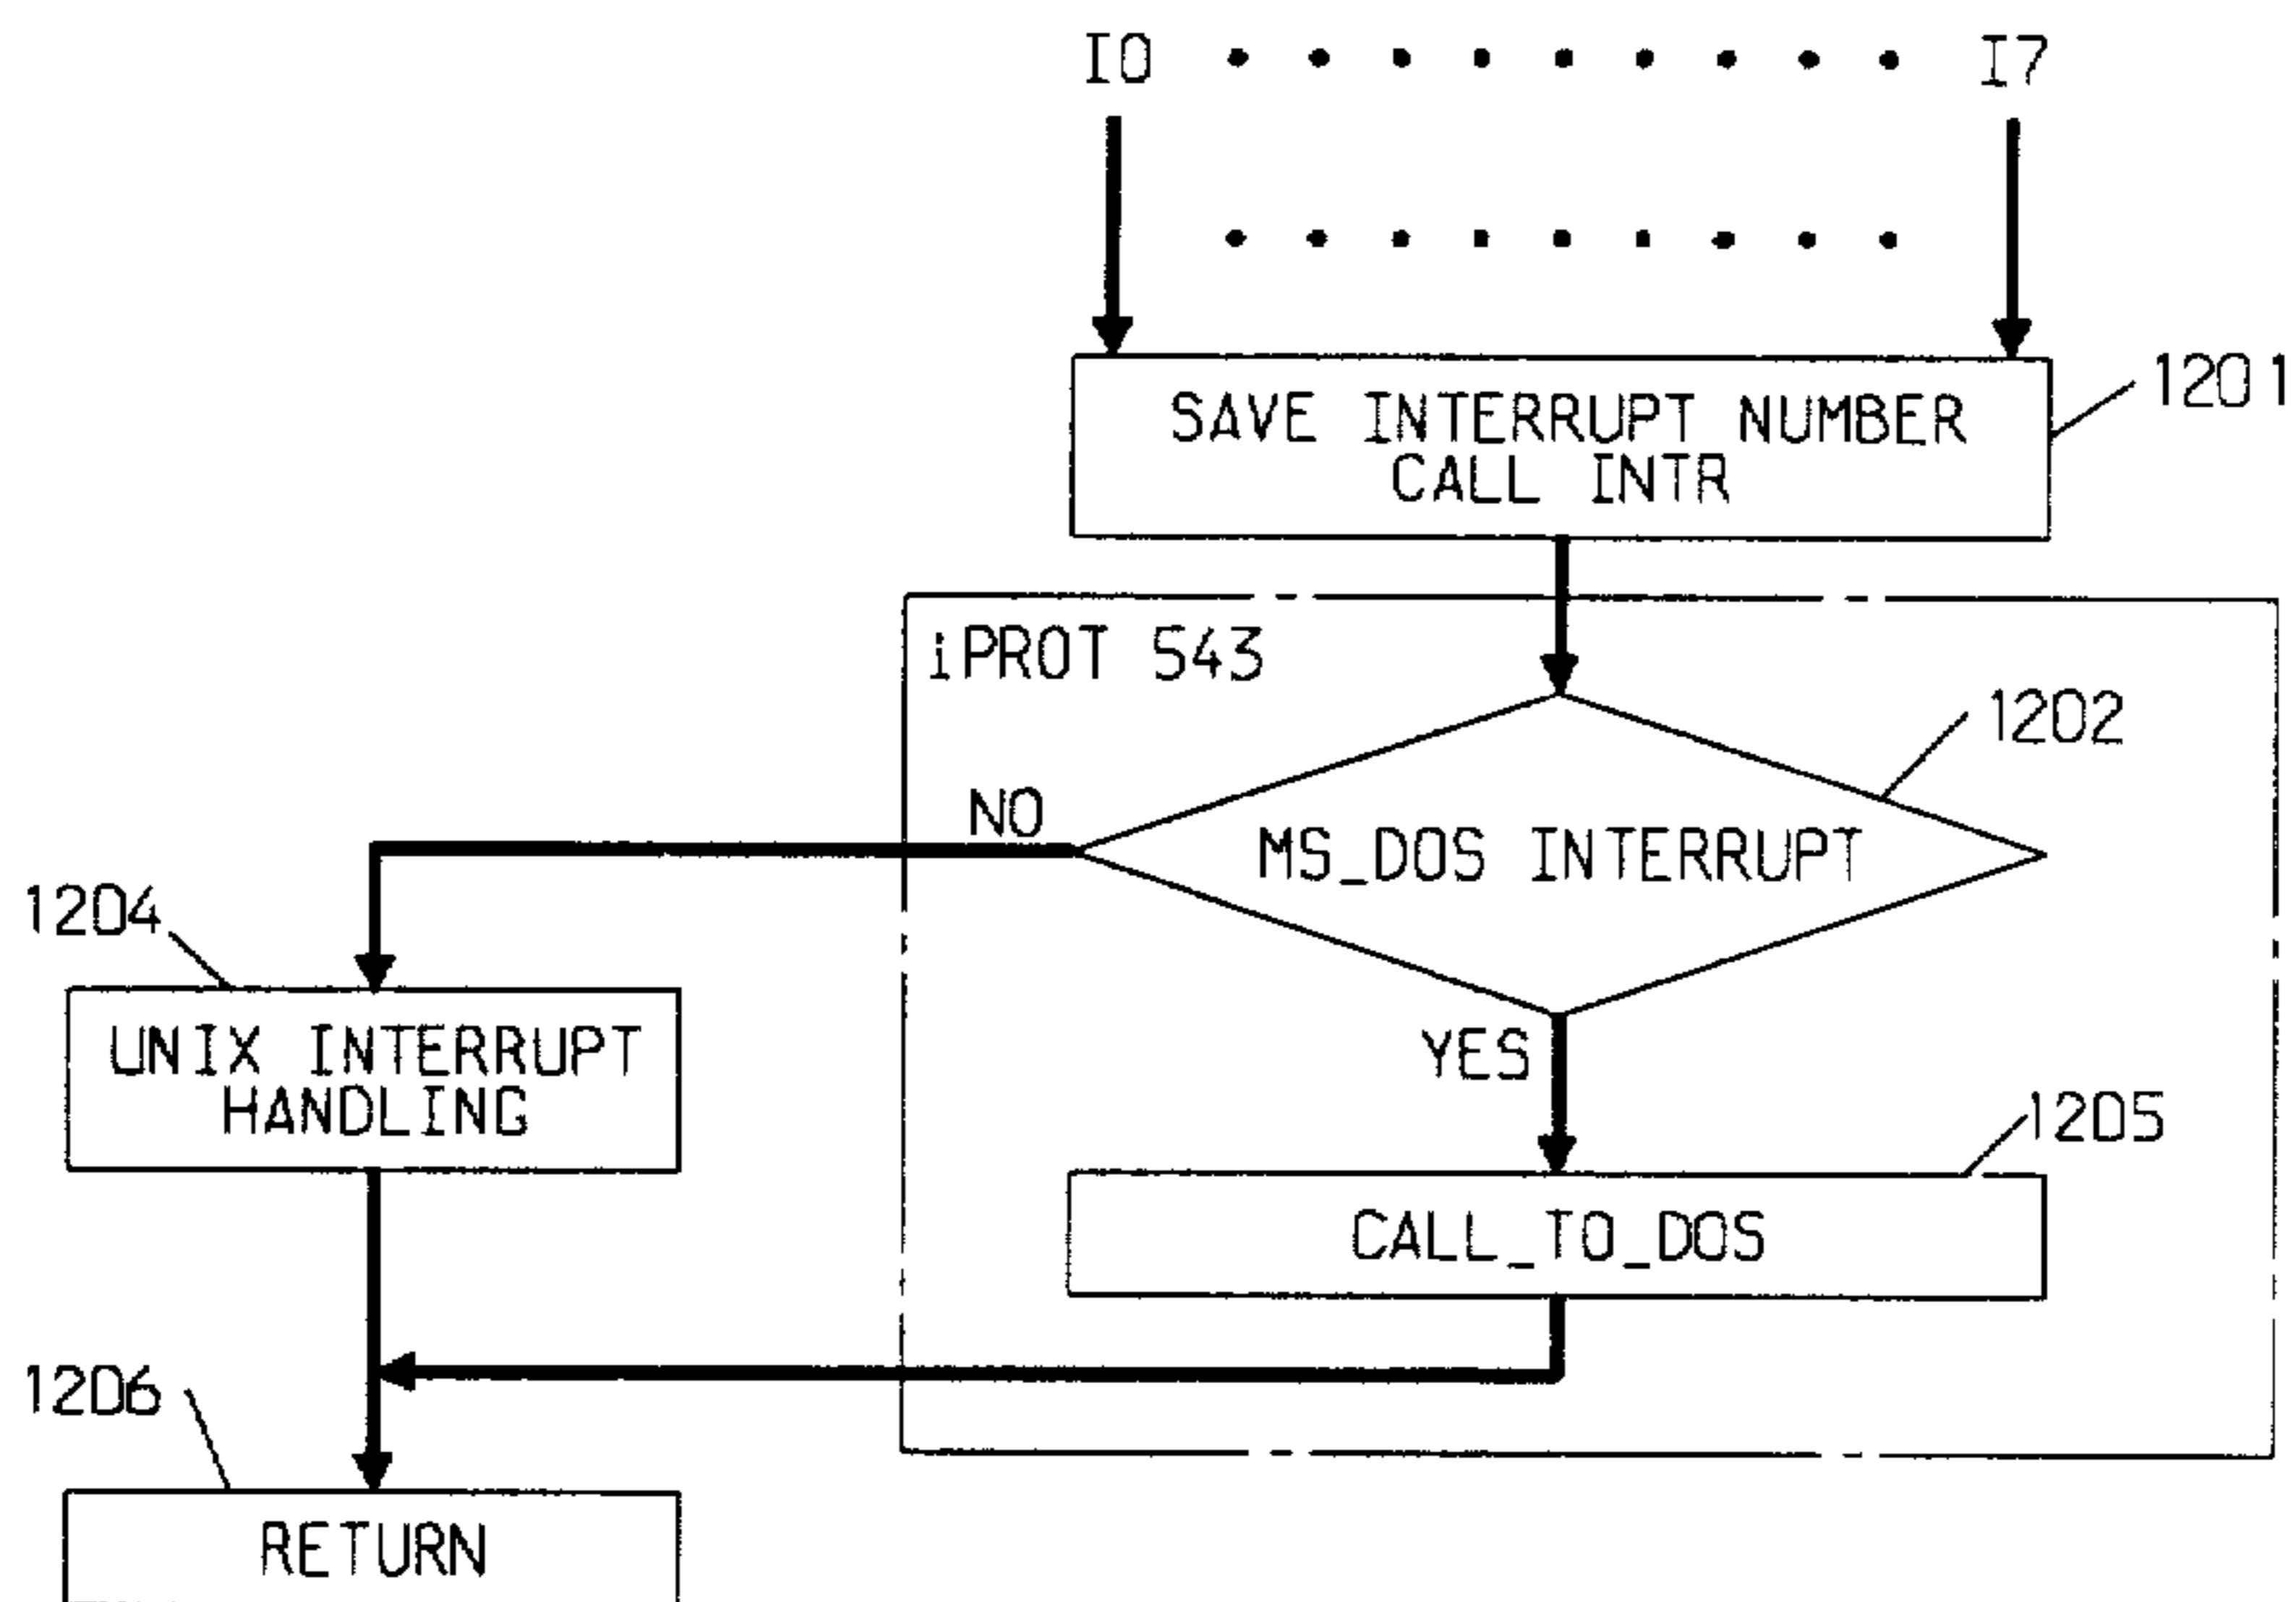 I0 . . . . . . . . . I7
. . . . . . . . .
SAVE INTERRUPT NUMBER
CALL INTR
1201
iPROT 543
1202
NO
MS_DOS INTERRUPT
1204
UNIX INTERRUPT
HANDLING
YES
1205
CALL_TO_DOS
1206
RETURN